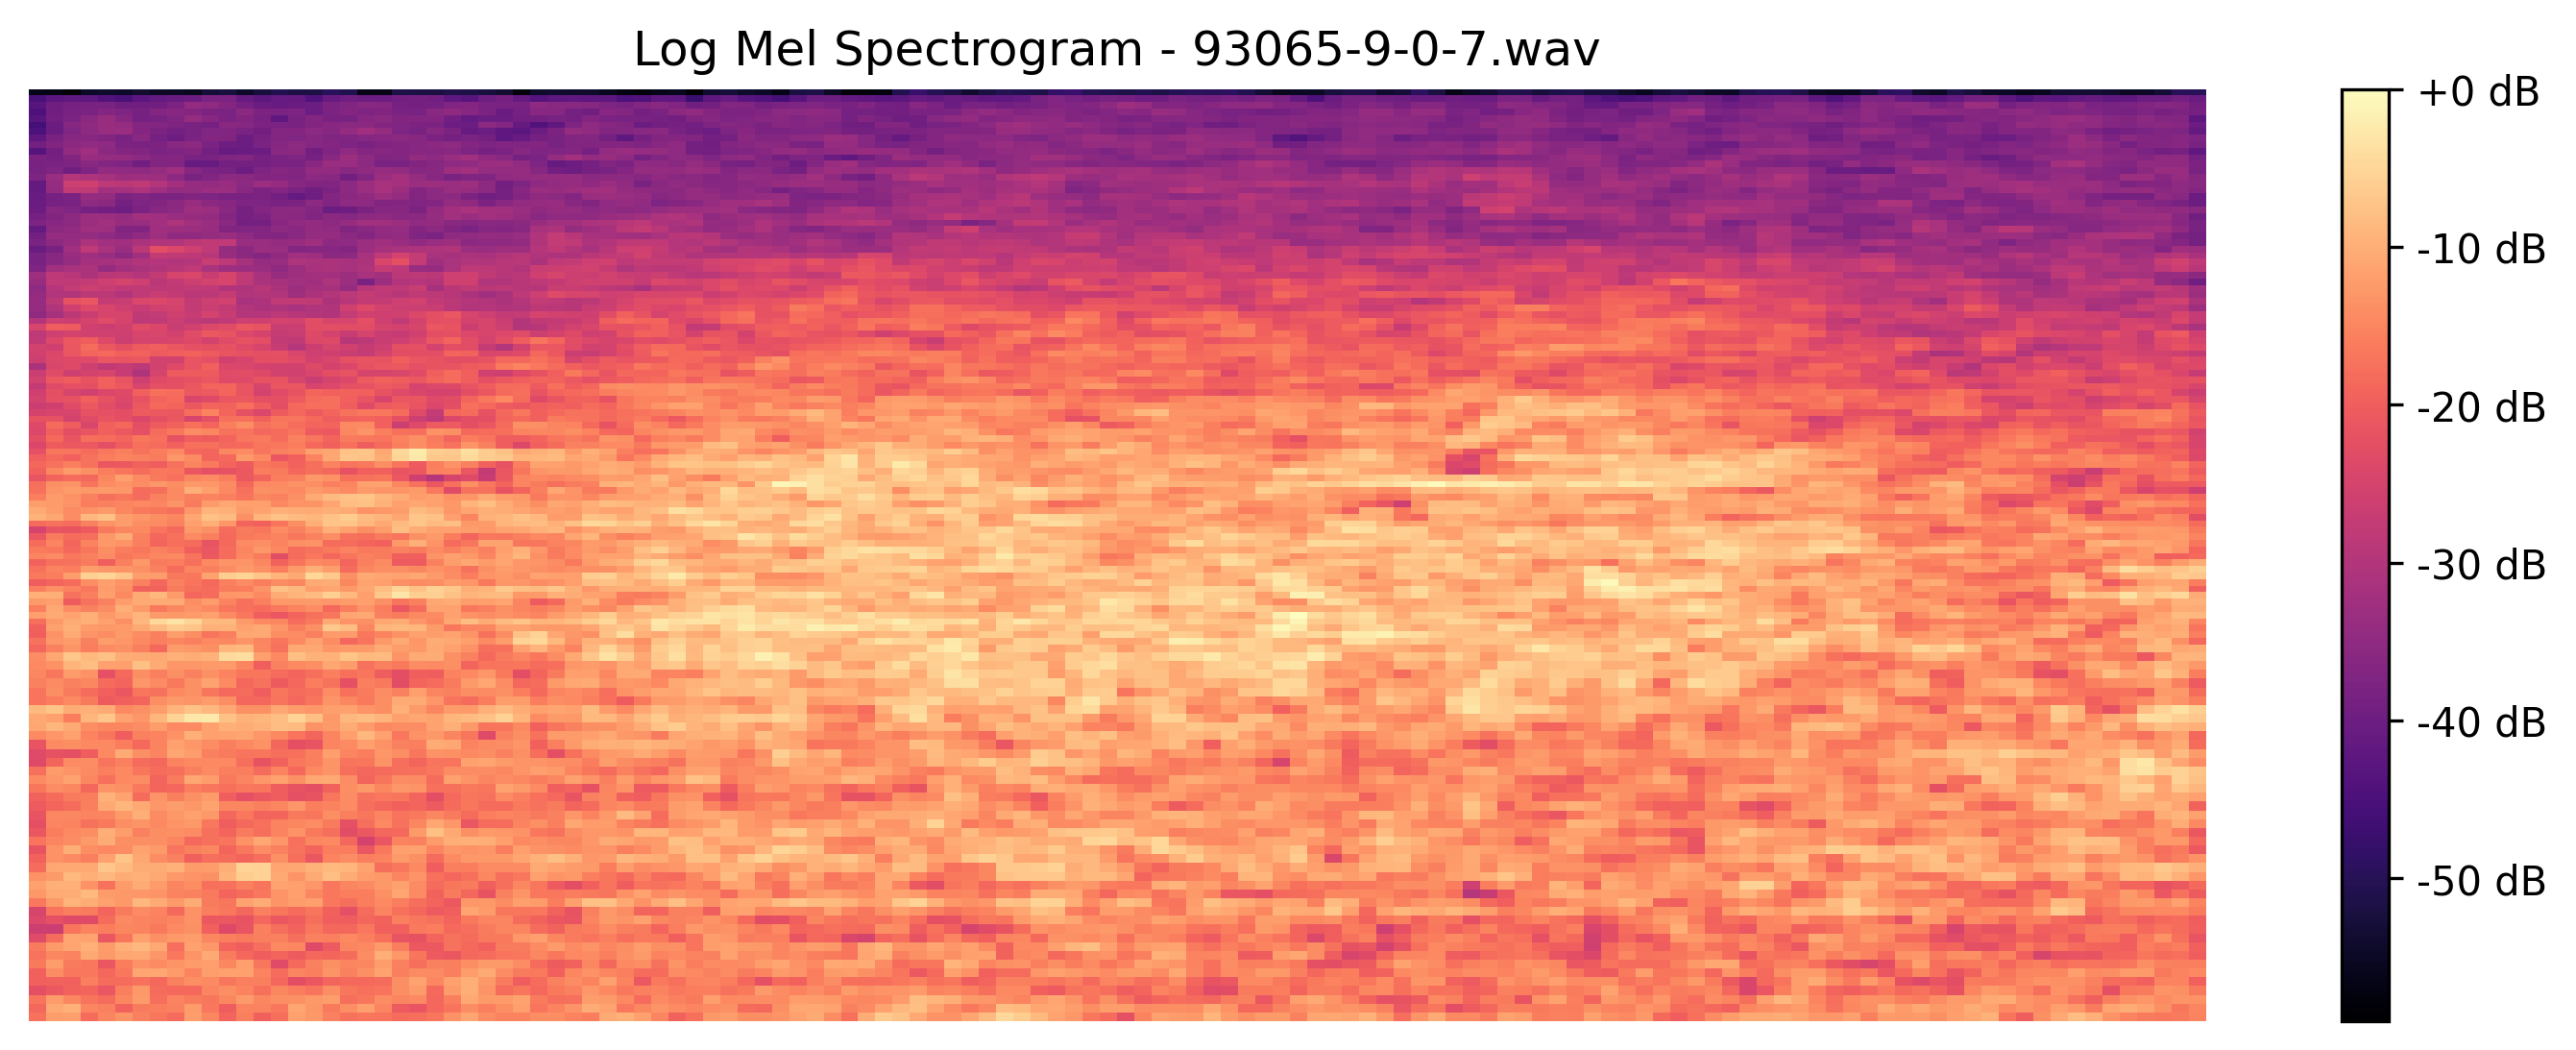 Log Mel Spectrogram - 93065-9-0-7.wav
+0 dB
-10 dB
-20 dB
-30 dB
-40 dB
-50 dB